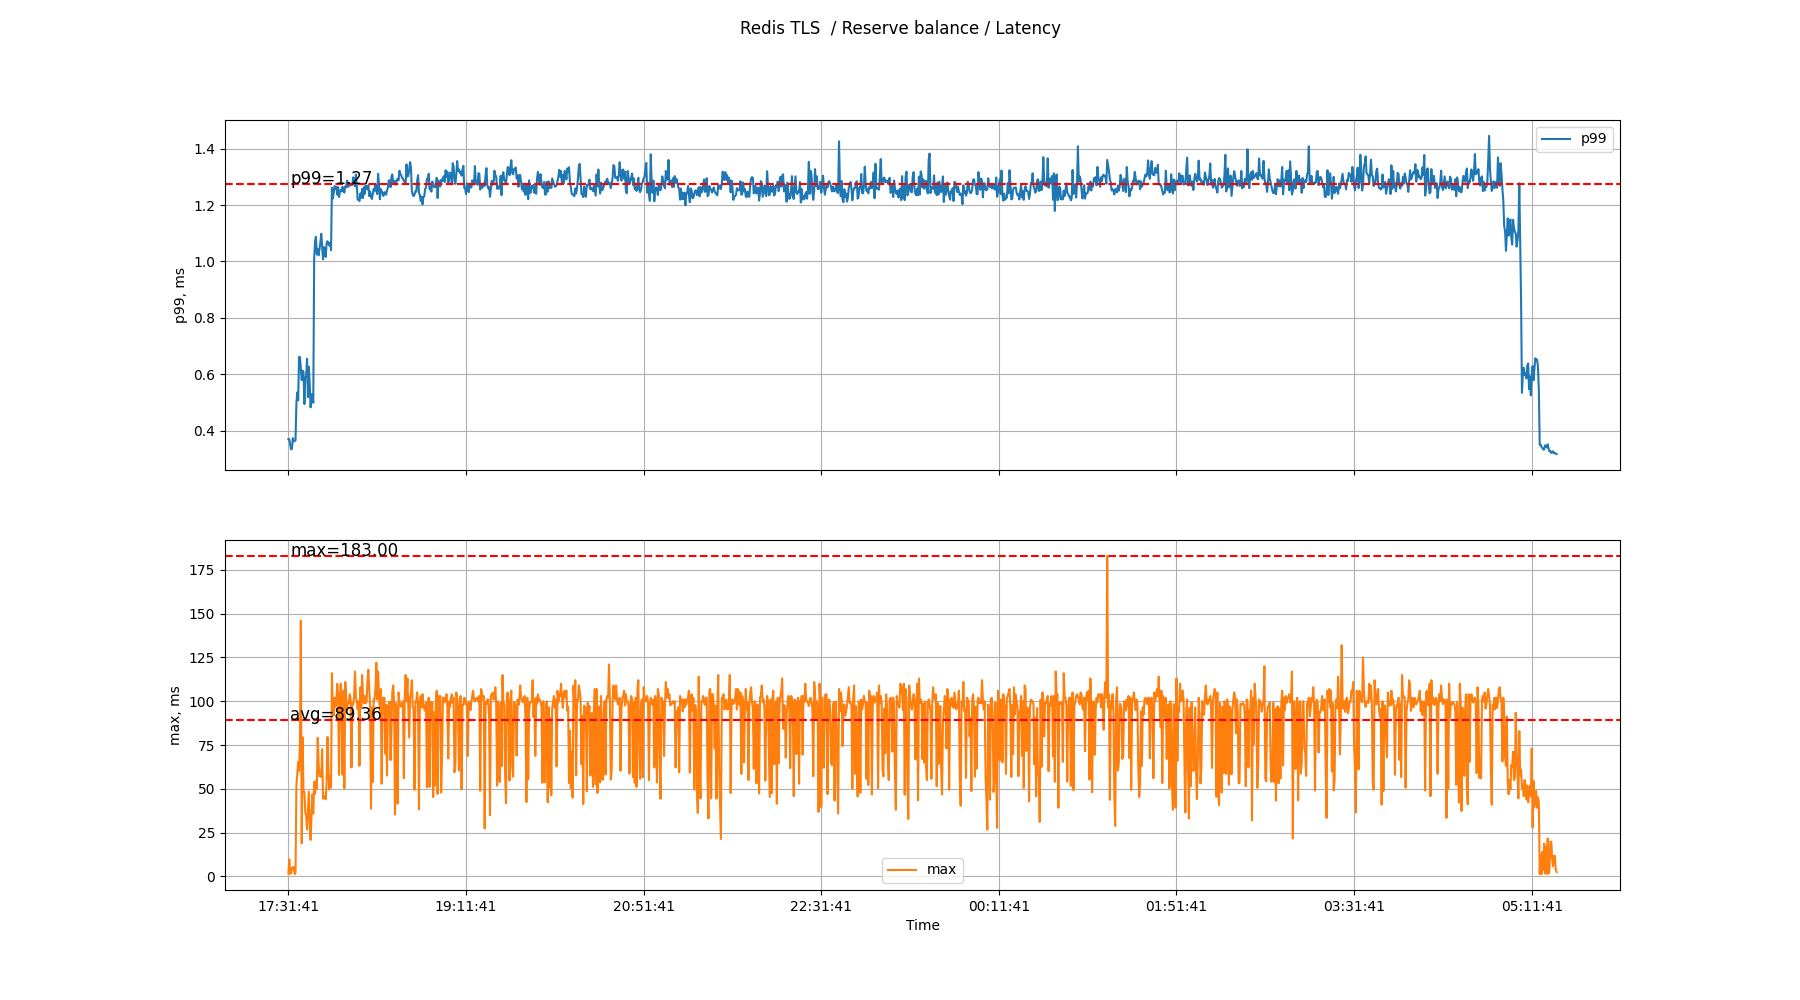 Redis TLS  / Reserve balance / Latency
p99, ms
1.4
1.2
1.0
0.8
0.6
0.4
p99=1.27
p99
max, ms
175
150
125
100
75
50
25
0
max=183.00
avg=89.36
max
17:31:41 19:11:41 20:51:41 22:31:41 00:11:41 01:51:41 03:31:41 05:11:41
Time